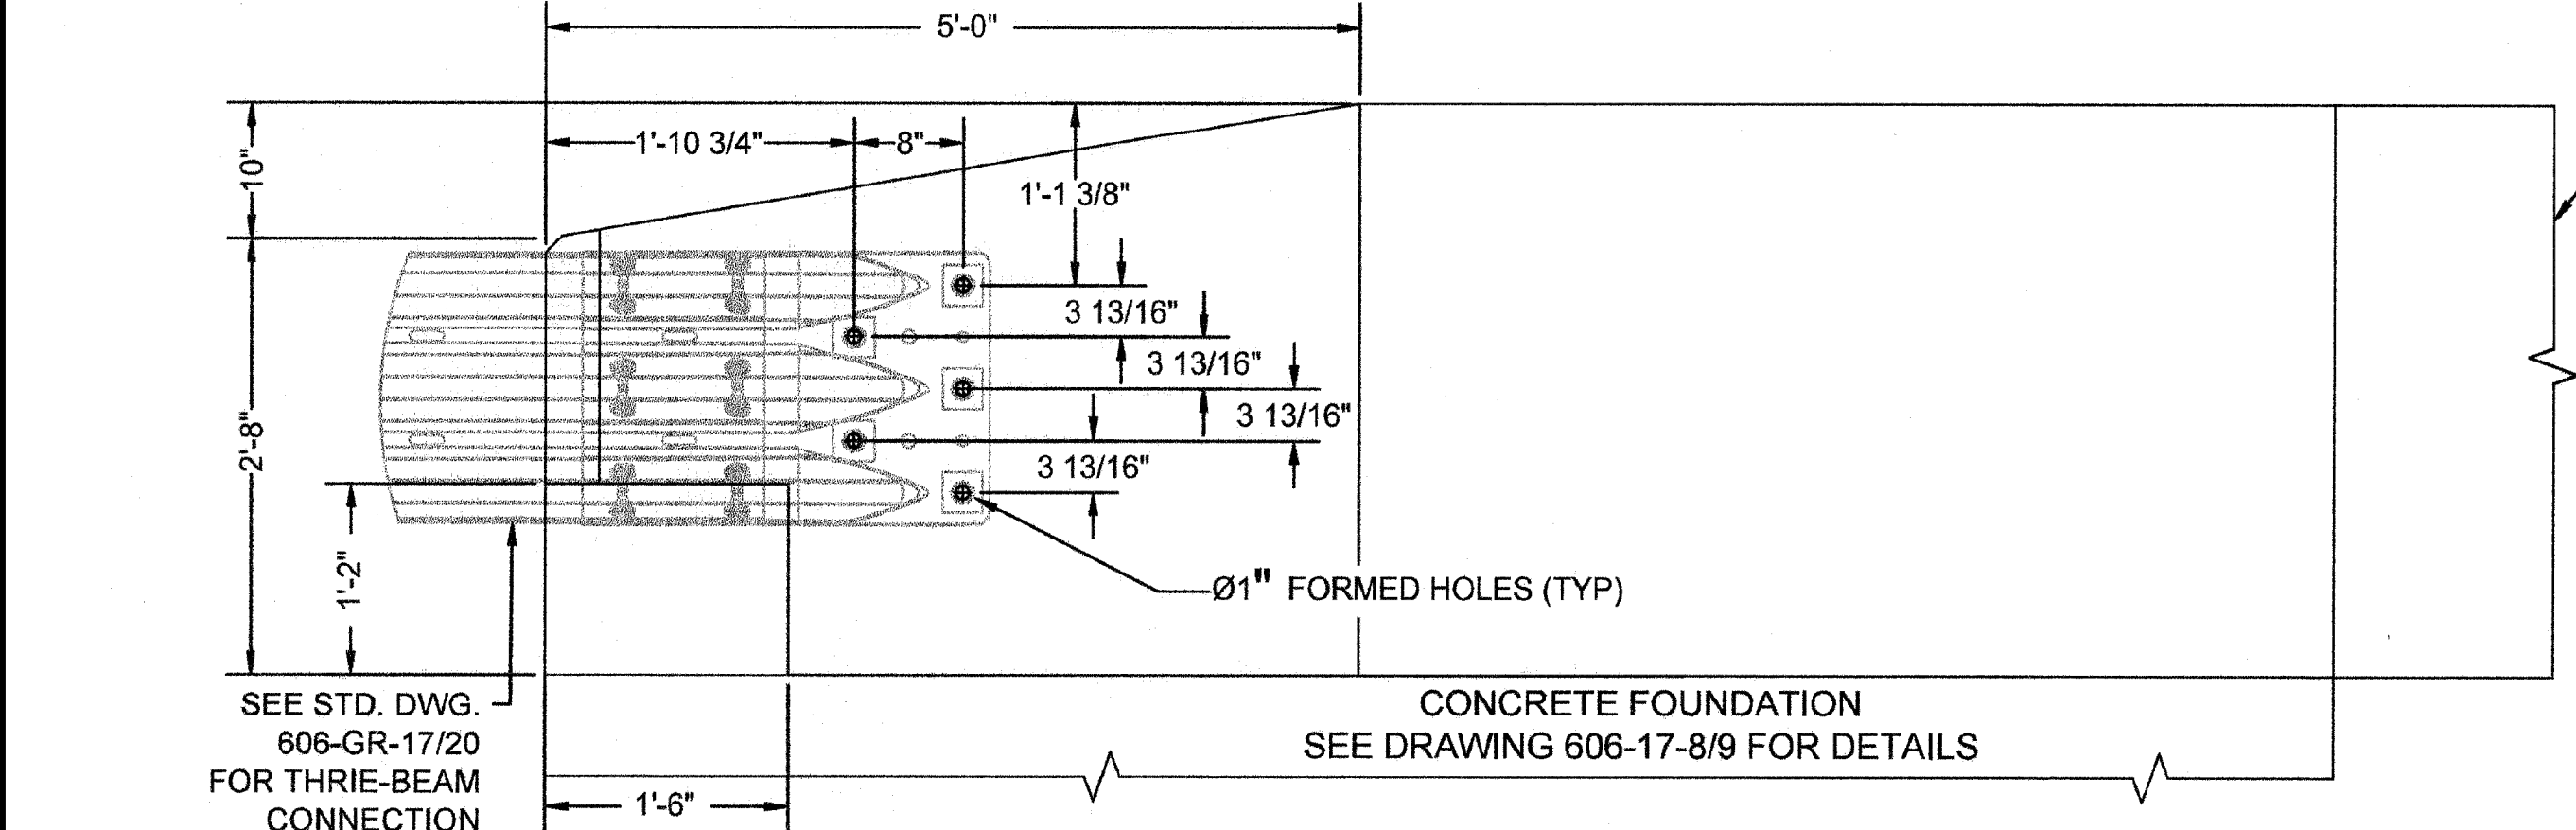 5'-0"
1'-10 3/4"
8"
10"
1'-1 3/8"
3 13/16"
3 13/16"
3 13/16"
3 13/16"
2'-8"
1'-2"
Ø1" FORMED HOLES (TYP)
SEE STD. DWG.
606-GR-17/20
FOR THRIE-BEAM
CONNECTION
CONCRETE FOUNDATION
SEE DRAWING 606-17-8/9 FOR DETAILS
1'-6"